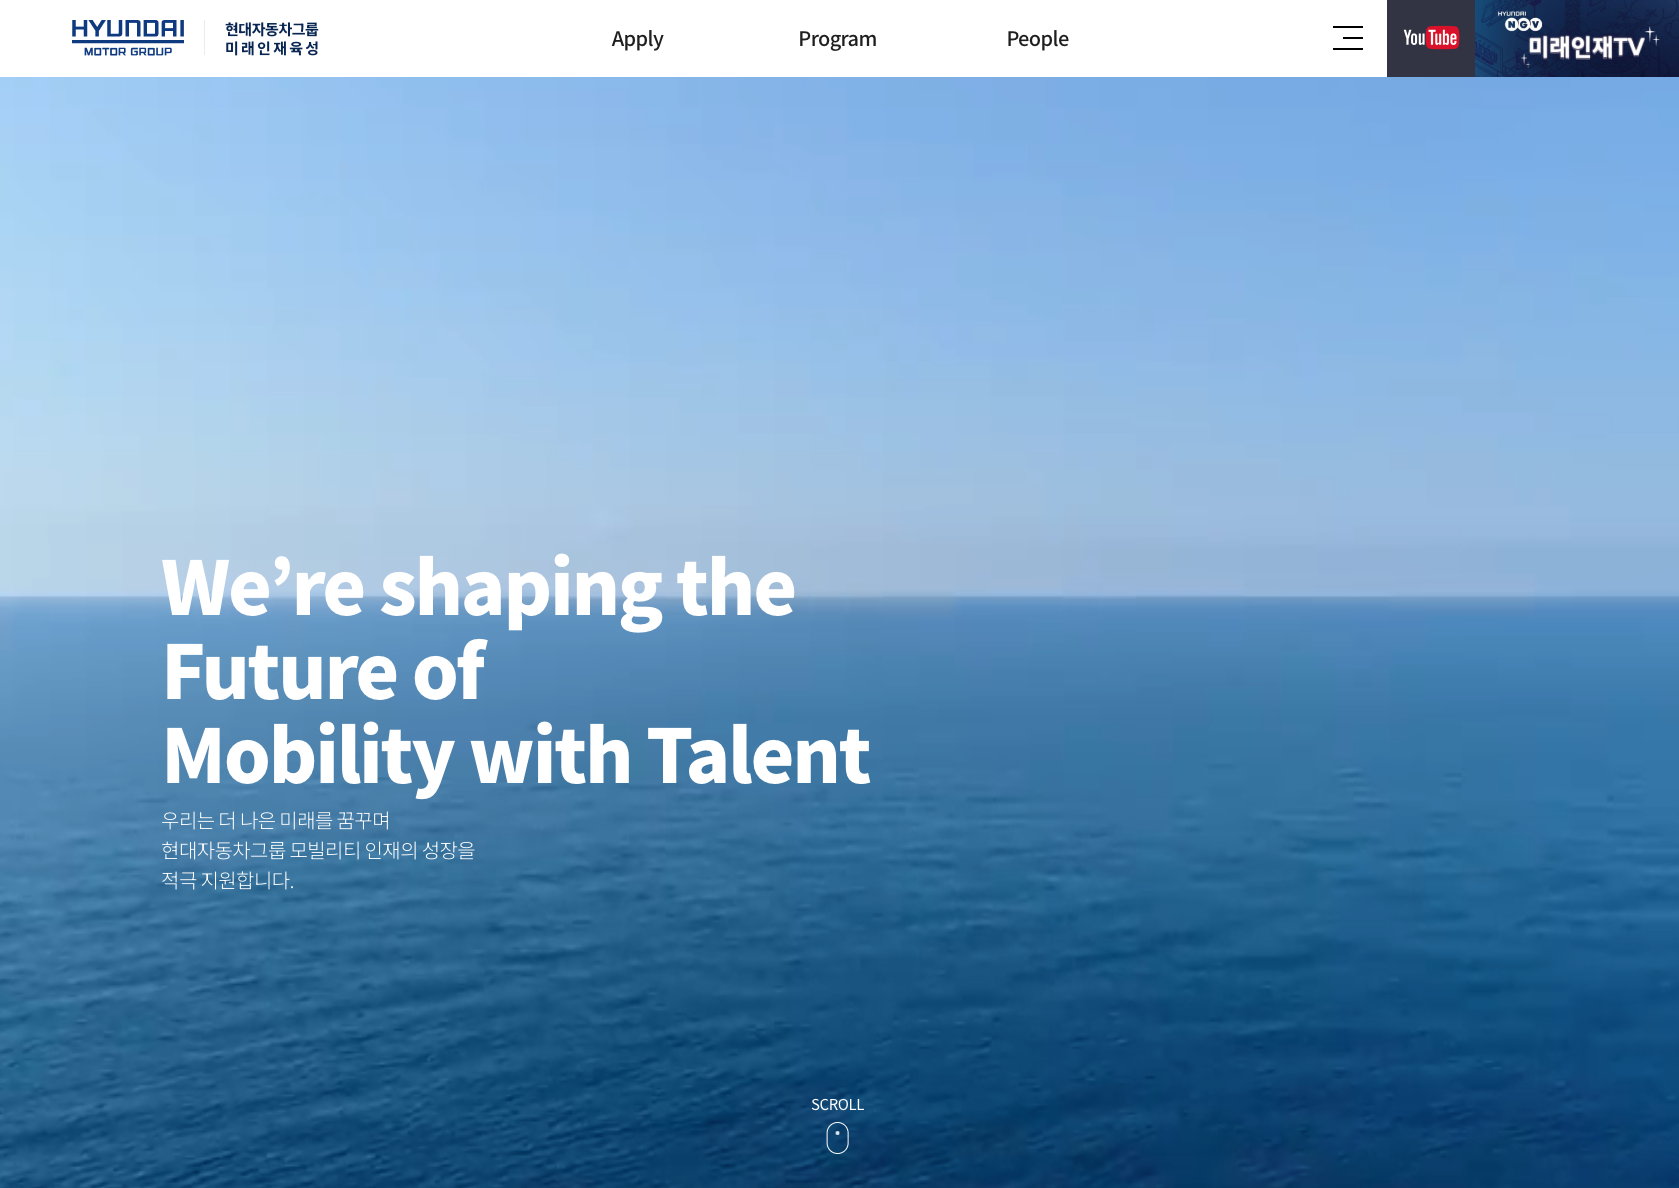 HYUNDAI
MOTOR GROUP
현대자동차그룹
미래인재육성
Apply
Program
People
YouTube
HYUNDAI
NGV
미래인재TV
We’re shaping the
Future of
Mobility with Talent
우리는 더 나은 미래를 꿈꾸며
현대자동차그룹 모빌리티 인재의 성장을
적극 지원합니다.
SCROLL